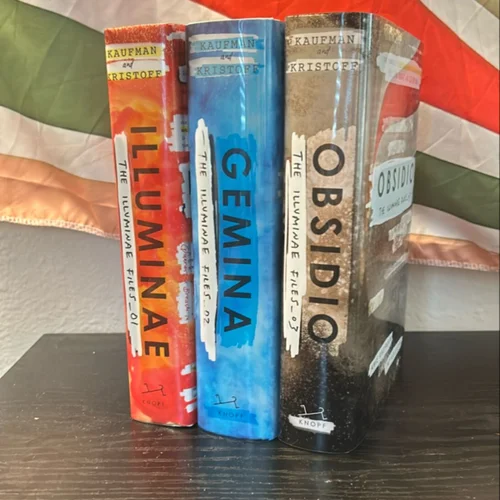 KAUFMAN
and
KRISTOFF
ILLUMINAE
THE ILLUMINAE FILES_01
KNOPF
KAUFMAN
and
KRISTOFF
GEMINA
THE ILLUMINAE FILES_02
KNOPF
KAUFMAN
and
KRISTOFF
OBSIDIO
THE ILLUMINAE FILES_03
KNOPF
OBSIDIO